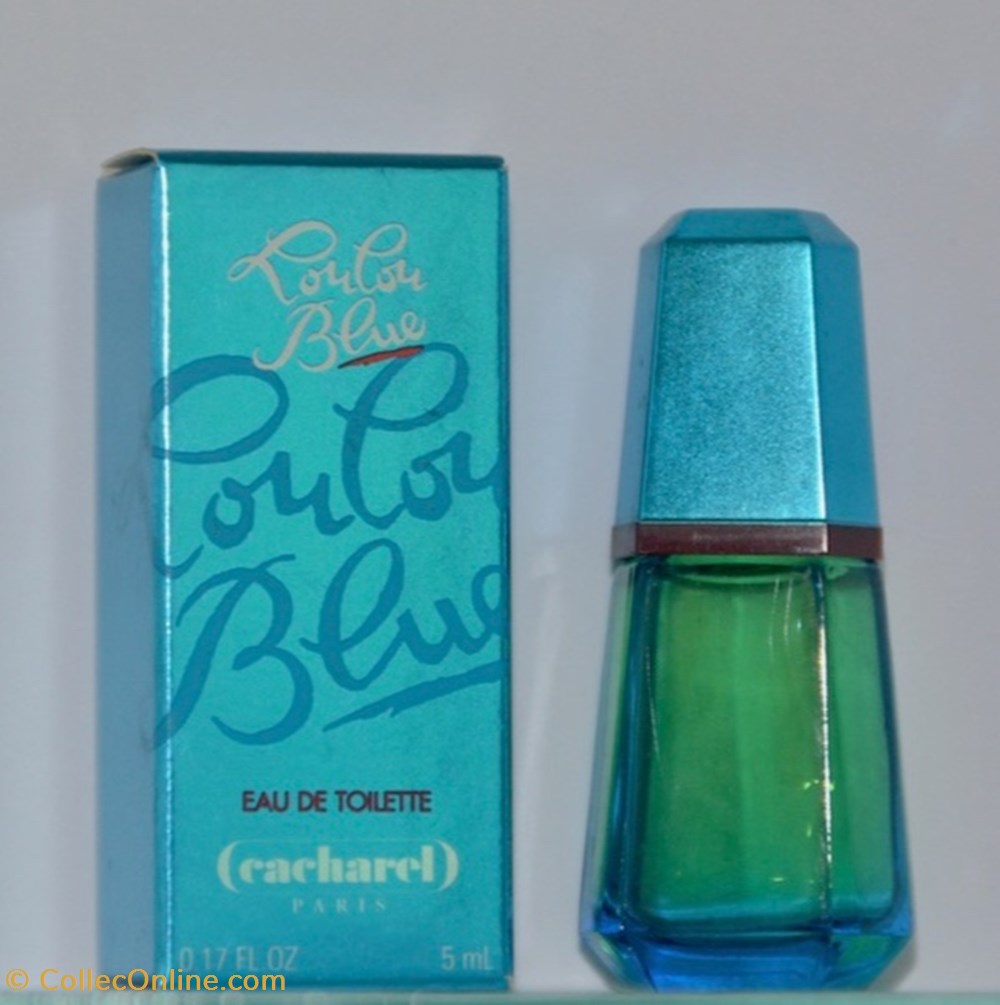 Loulou
Blue
Loulou
Blue
EAU DE TOILETTE
(cacharel)
PARIS
0.17 FL. OZ 5 mL
© CollecOnline.com